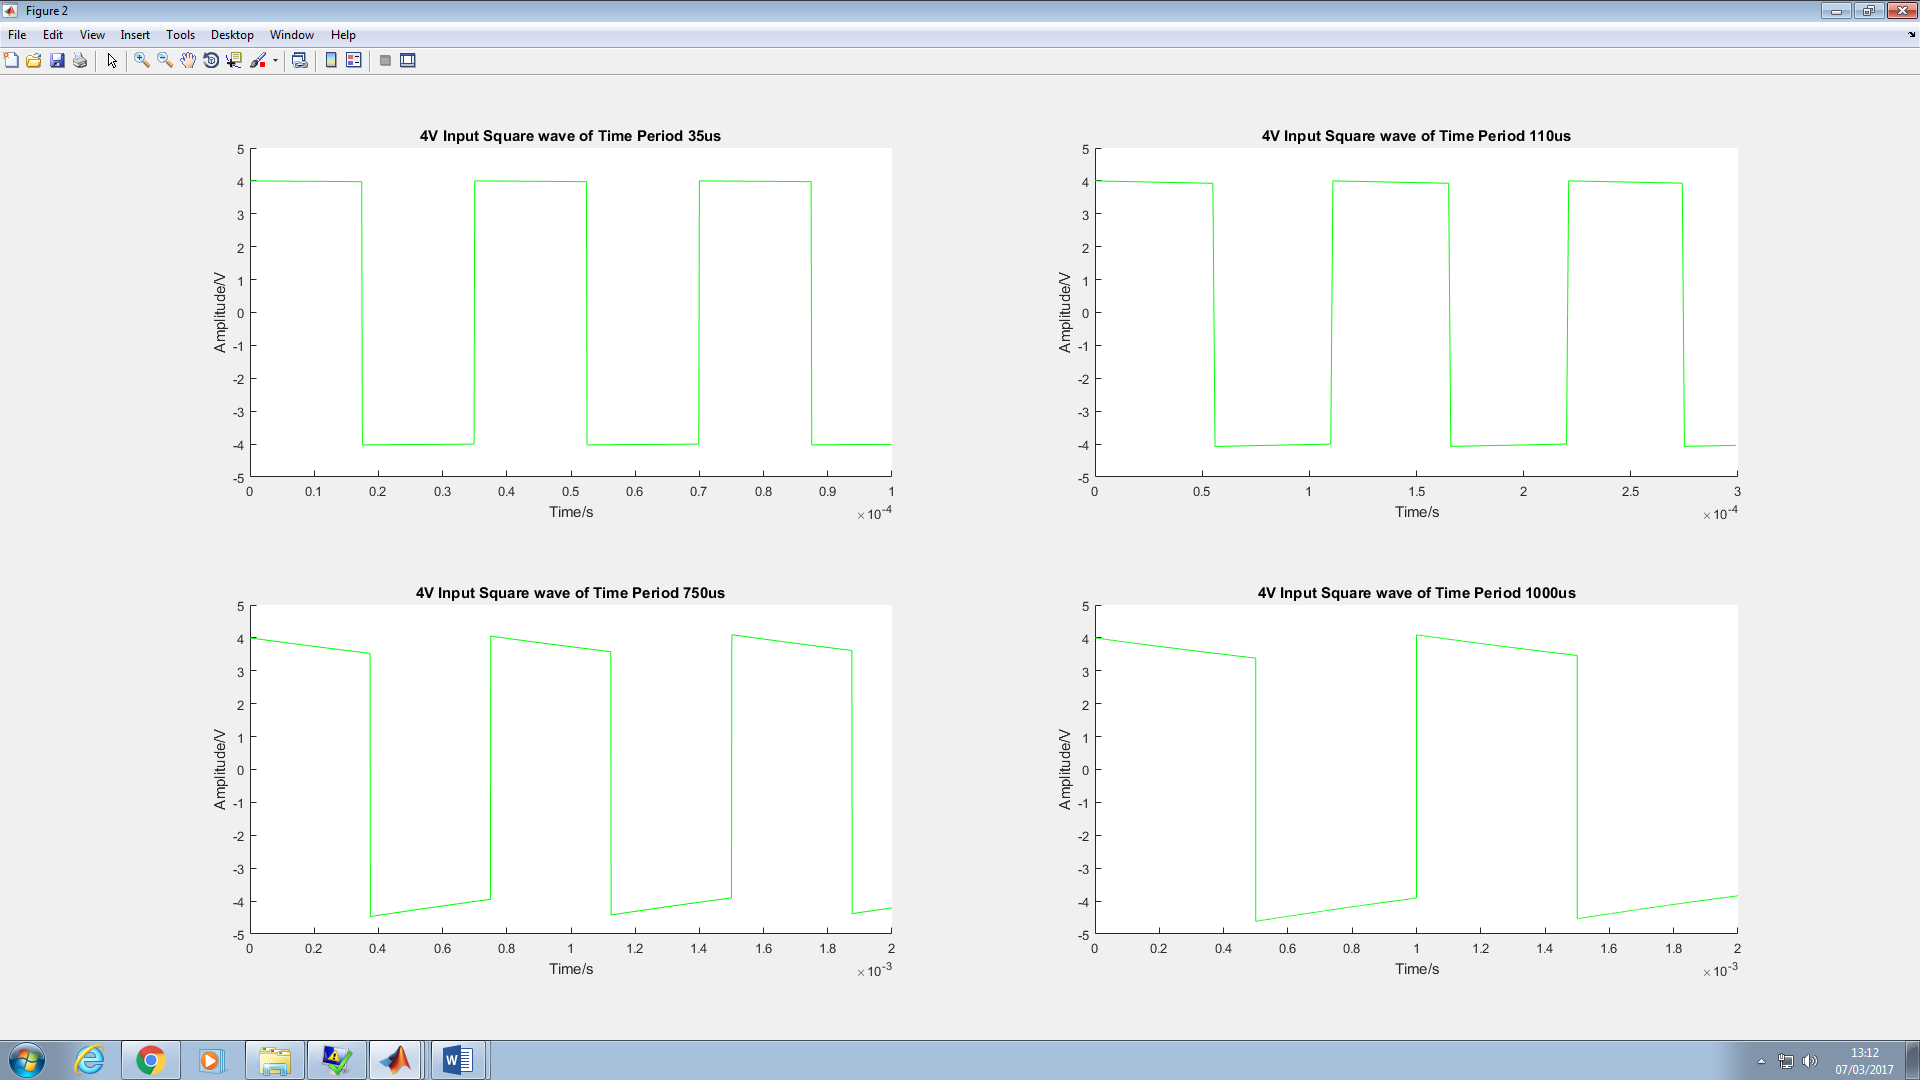 Figure 2
File Edit View Insert Tools Desktop Window Help
4V Input Square wave of Time Period 35us
5
4
3
2
1
0
-1
-2
-3
-4
-5
Amplitude/V
0 0.1 0.2 0.3 0.4 0.5 0.6 0.7 0.8 0.9 1
Time/s
×10-4
4V Input Square wave of Time Period 110us
5
4
3
2
1
0
-1
-2
-3
-4
-5
Amplitude/V
0 0.5 1 1.5 2 2.5 3
Time/s
×10-4
4V Input Square wave of Time Period 750us
5
4
3
2
1
0
-1
-2
-3
-4
-5
Amplitude/V
0 0.2 0.4 0.6 0.8 1 1.2 1.4 1.6 1.8 2
Time/s
×10-3
4V Input Square wave of Time Period 1000us
5
4
3
2
1
0
-1
-2
-3
-4
-5
Amplitude/V
0 0.2 0.4 0.6 0.8 1 1.2 1.4 1.6 1.8 2
Time/s
×10-3
W
13:12
07/03/2017